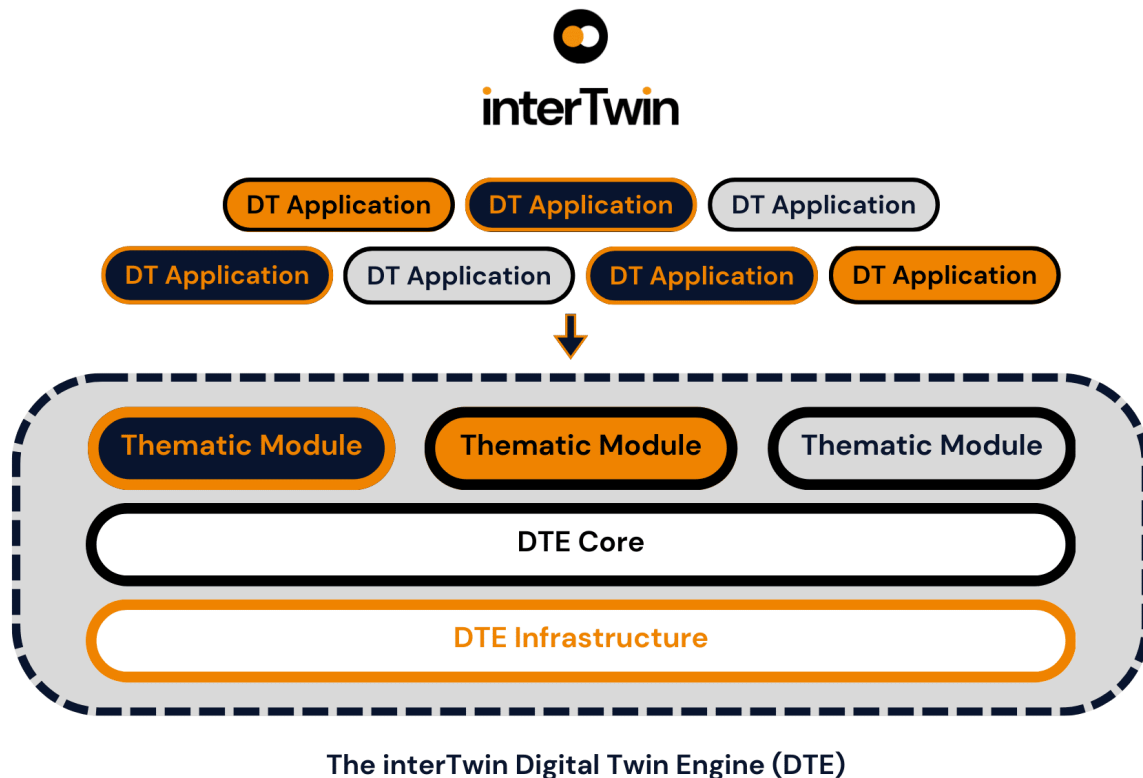 interTwin
DT Application DT Application DT Application
DT Application DT Application DT Application DT Application
Thematic Module Thematic Module Thematic Module
DTE Core
DTE Infrastructure
The interTwin Digital Twin Engine (DTE)